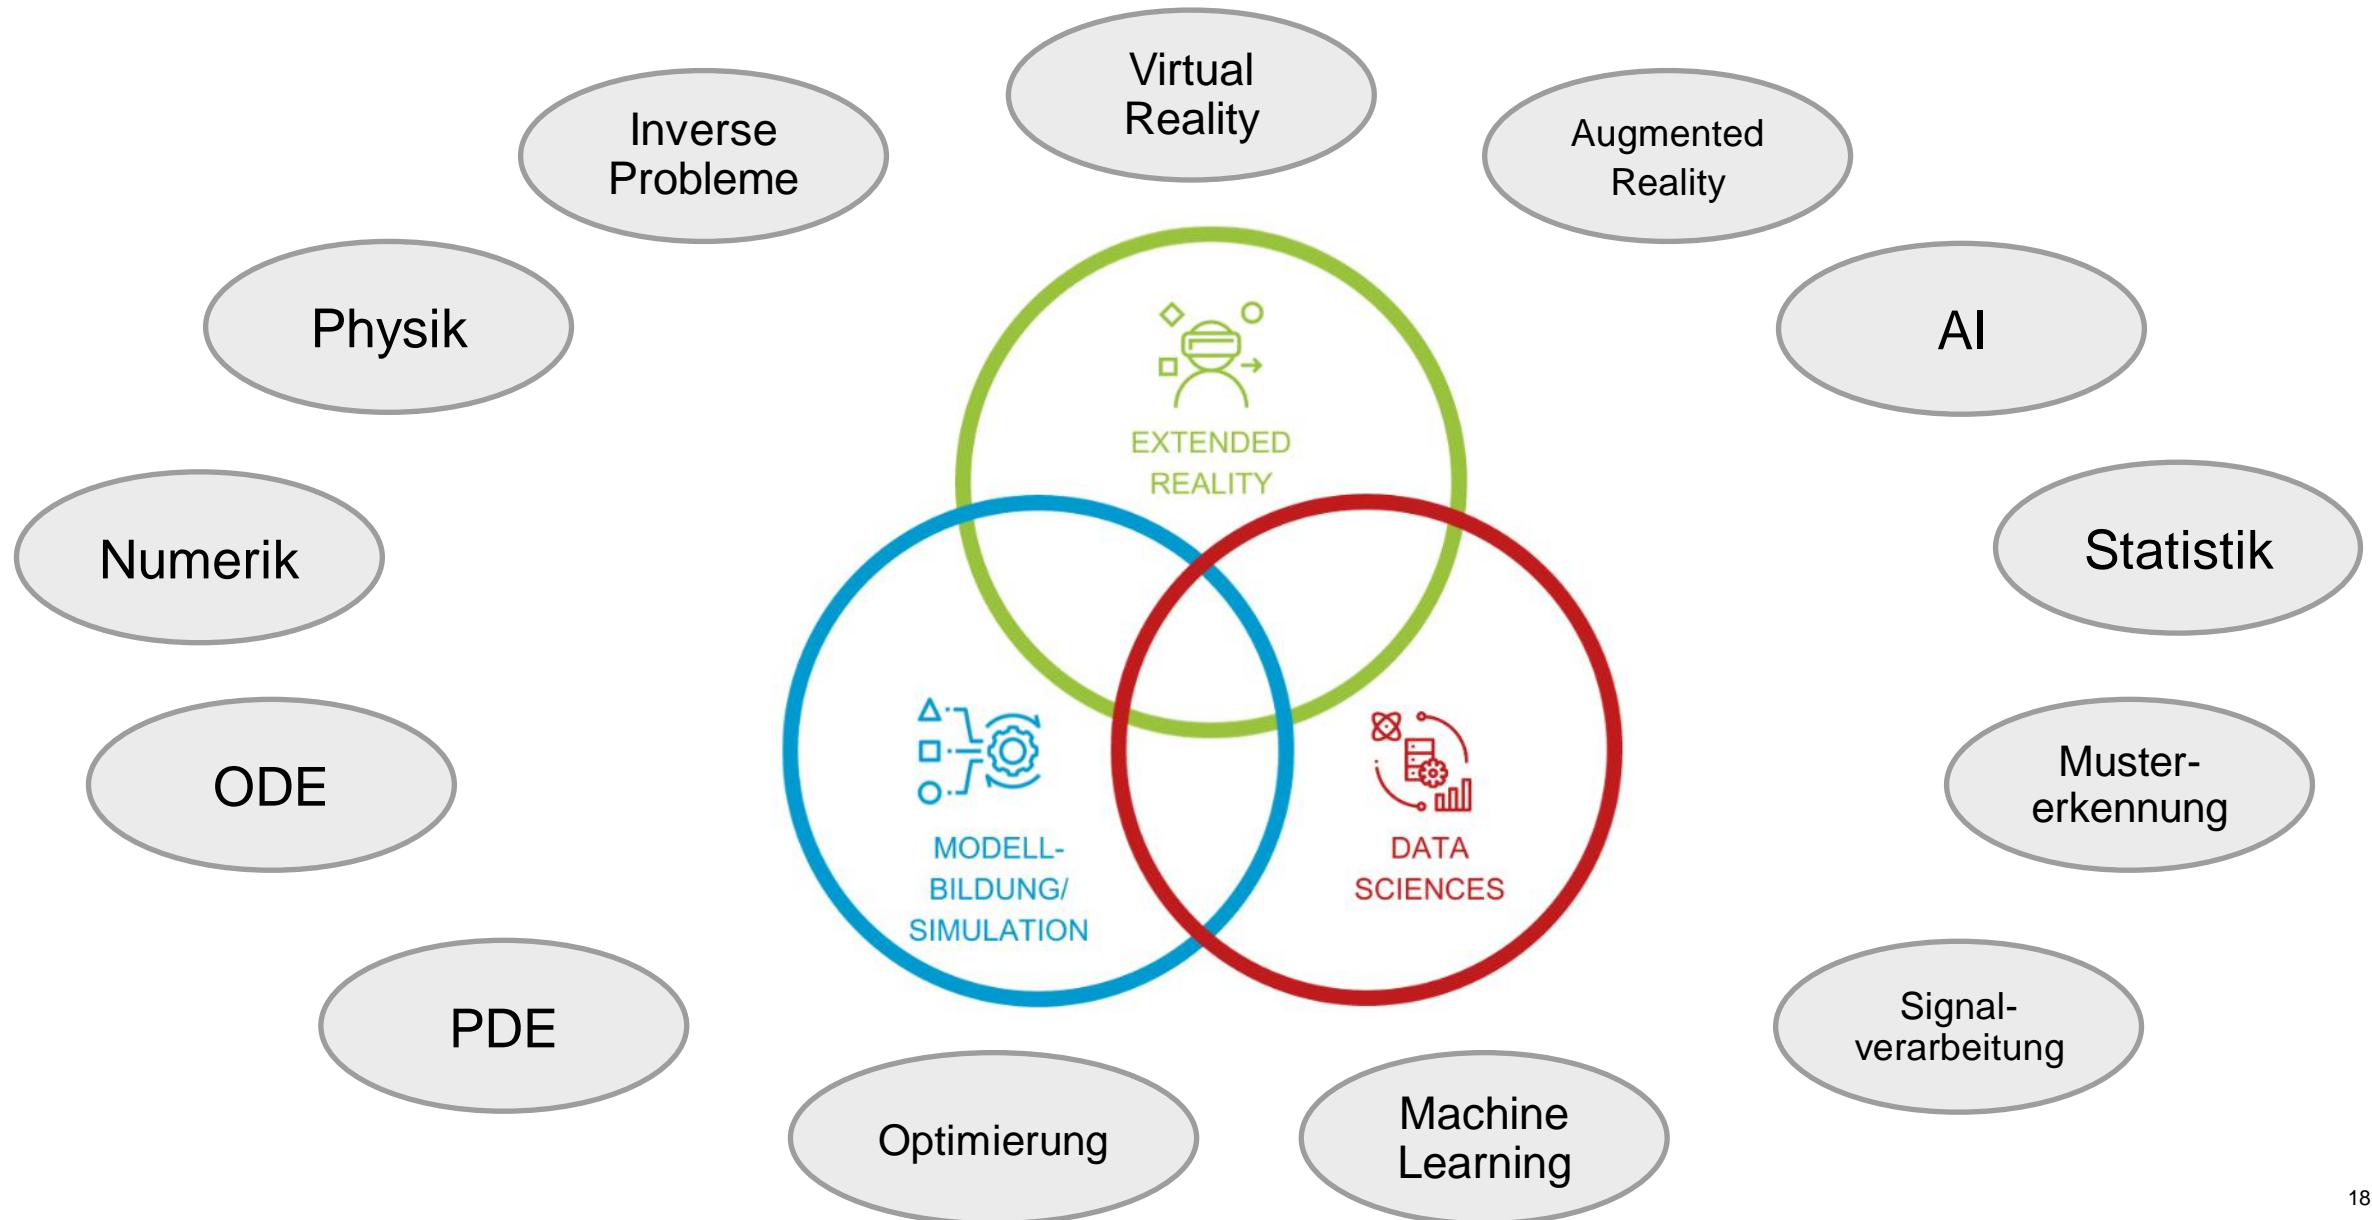 Virtual
Reality
Inverse
Probleme
Augmented
Reality
Physik
AI
EXTENDED
REALITY
Numerik
Statistik
ODE
Muster-
erkennung
MODELL-
BILDUNG/
SIMULATION
DATA
SCIENCES
PDE
Signal-
verarbeitung
Optimierung
Machine
Learning
18